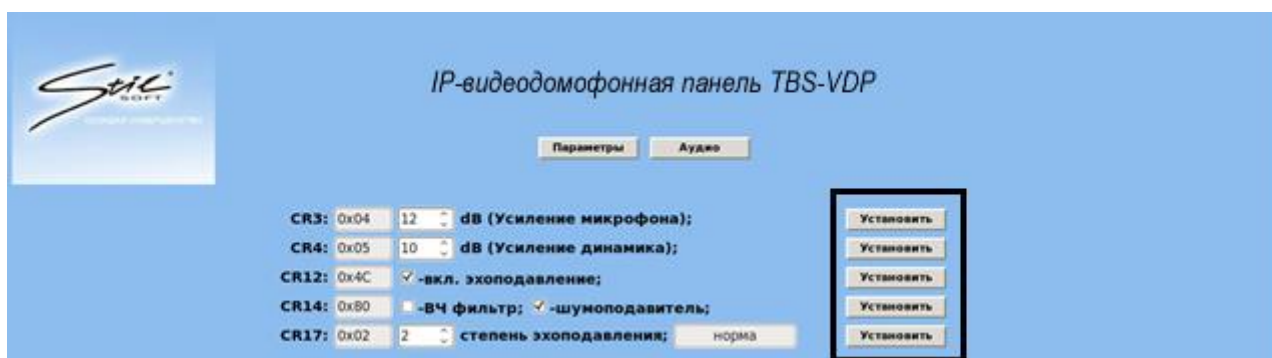 Stil
SOFT
IP-видеодомофонная панель TBS-VDP
Параметры Аудио
CR3: 0x04 12 dB (Усиление микрофона); Установить
CR4: 0x05 10 dB (Усиление динамика); Установить
CR12: 0x4C -вкл. эхоподавление; Установить
CR14: 0x80 -ВЧ фильтр; -шумоподавитель; Установить
CR17: 0x02 2 степень эхоподавления; норма Установить